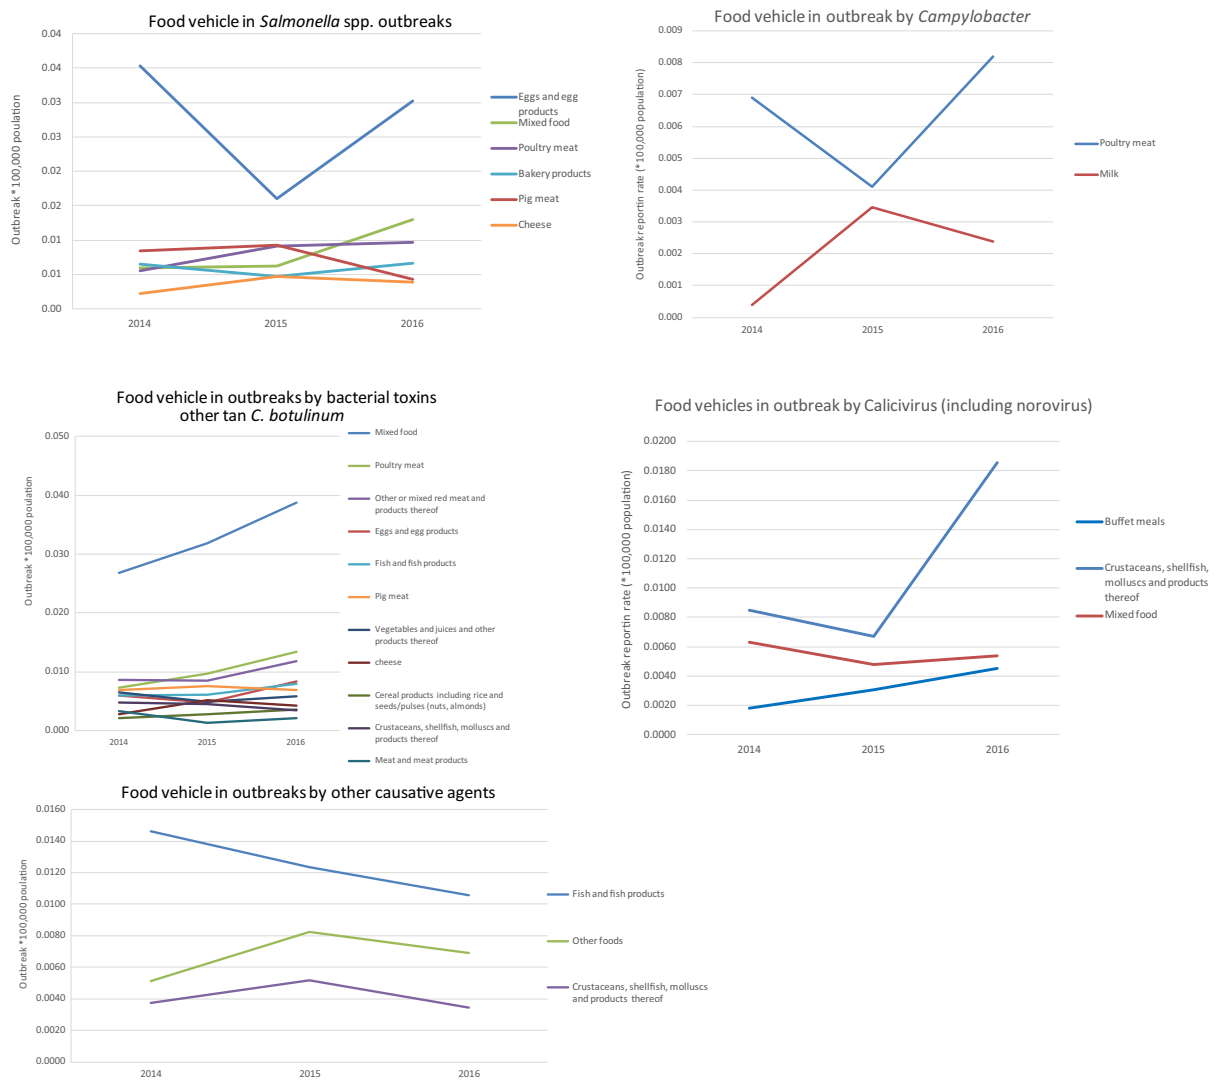 Food vehicle in Salmonella spp. outbreaks
Outbreak *100,000 poulation
0.04
0.04
0.03
0.03
0.02
0.02
0.01
0.01
0.00
2014
2015
2016
Eggs and egg
products
Mixed food
Poultry meat
Bakery products
Pig meat
Cheese
Food vehicle in outbreak by Campylobacter
Outbreak reportin rate (*100,000 population)
0.009
0.008
0.007
0.006
0.005
0.004
0.003
0.002
0.001
0.000
2014
2015
2016
Poultry meat
Milk
Food vehicle in outbreaks by bacterial toxins
other tan C. botulinum
Outbreak *100,000 population
0.050
0.040
0.030
0.020
0.010
0.000
2014
2015
2016
Mixed food
Poultry meat
Other or mixed red meat and
products thereof
Eggs and egg products
Fish and fish products
Pig meat
Vegetables and juices and other
products thereof
cheese
Cereal products including rice and
seeds/pulses (nuts, almonds)
Crustaceans, shellfish, molluscs and
products thereof
Meat and meat products
Food vehicles in outbreak by Calicivirus (including norovirus)
Outbreak reportin rate (*100,000 population)
0.0200
0.0180
0.0160
0.0140
0.0120
0.0100
0.0080
0.0060
0.0040
0.0020
0.0000
2014
2015
2016
Buffet meals
Crustaceans, shellfish,
molluscs and products
thereof
Mixed food
Food vehicle in outbreaks by other causative agents
Outbreak *100,000 population
0.0160
0.0140
0.0120
0.0100
0.0080
0.0060
0.0040
0.0020
0.0000
2014
2015
2016
Fish and fish products
Other foods
Crustaceans, shellfish, molluscs
and products thereof